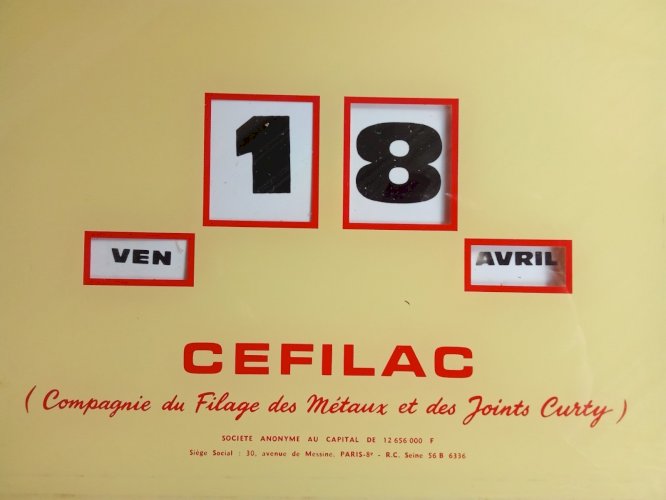 18
VEN
AVRIL
CEFILAC
( Compagnie du Filage des Métaux et des Joints Curty )
SOCIETE ANONYME AU CAPITAL DE 12 656 000 F
Siége Social : 30, avenue de Messine. PARIS-8e - R.C. Seine 56 B 6336